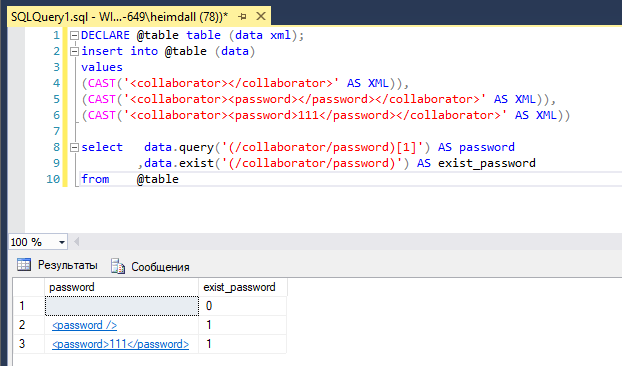 SQLQuery1.sql - WI...-649\heimdall (78))*
1 DECLARE @table table (data xml);
2 insert into @table (data)
3 values
4 (CAST('<collaborator></collaborator>' AS XML)),
5 (CAST('<collaborator><password></password></collaborator>' AS XML)),
6 (CAST('<collaborator><password>111</password></collaborator>' AS XML))
7
8 select data.query('(/collaborator/password)[1]') AS password
9 ,data.exist('(/collaborator/password)') AS exist_password
10 from @table
100 %
Результаты Сообщения
password exist_password
1 0
2 <password /> 1
3 <password>111</password> 1